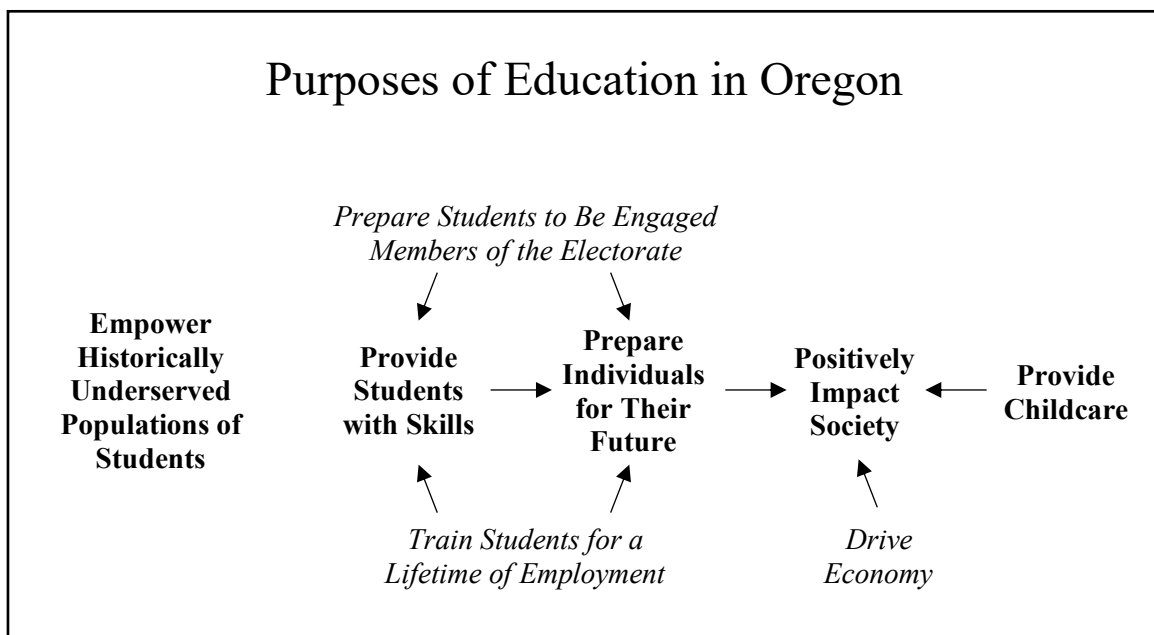 Purposes of Education in Oregon
Prepare Students to Be Engaged
Members of the Electorate
Empower
Historically
Underserved
Populations of
Students
Provide
Students
with Skills
Prepare
Individuals
for Their
Future
Positively
Impact
Society
Provide
Childcare
Train Students for a
Lifetime of Employment
Drive
Economy